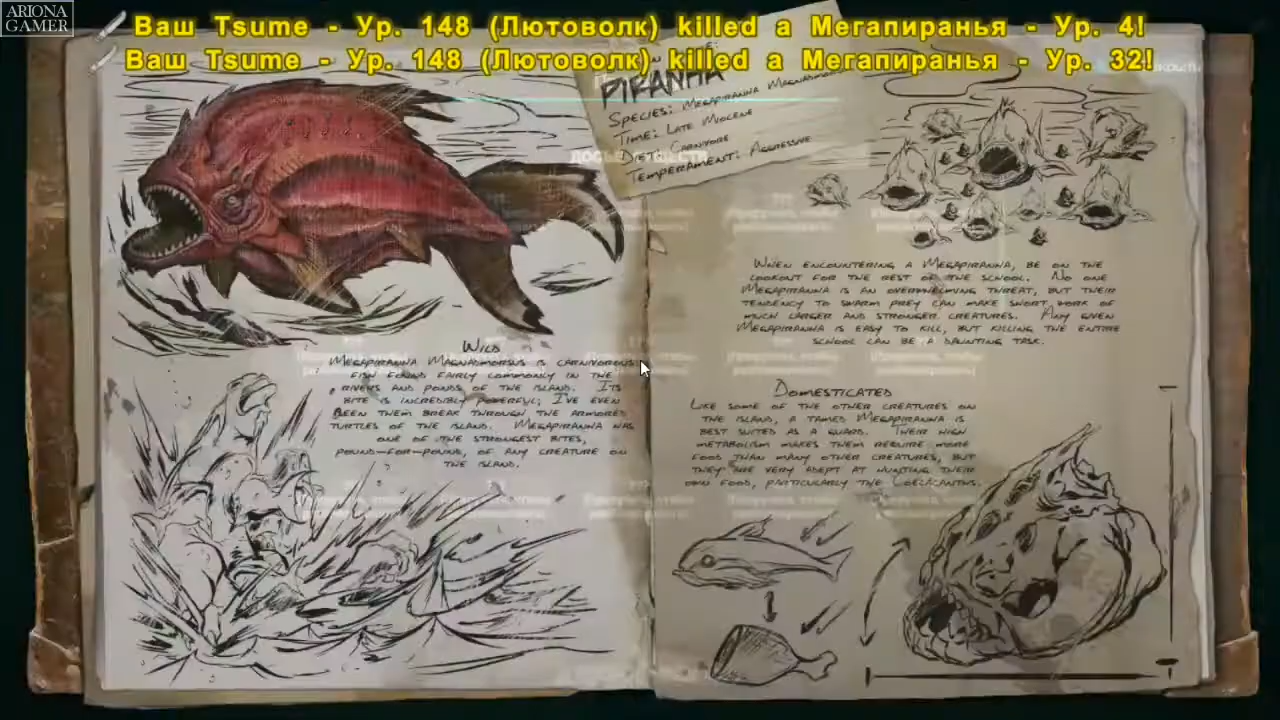 ARIONA
GAMER
Ваш Tsume - Ур. 148 (Лютоволк) killed a Мегапиранья - Ур. 4!
Ваш Tsume - Ур. 148 (Лютоволк) killed a Мегапиранья - Ур. 32!
PIRANHA
Species: Megapiranha
Time: Late Miocene
Diet: Carnivore
Temperament: Aggressive
Wild
Megapiranha Magnadmorsus is carnivorous
fish found fairly commonly in the
rivers and ponds of the island. Its
bite is incredibly powerful; I've even
seen them break through the armored
turtles of the island. Megapiranha has
one of the strongest bites,
pound-for-pound, of any creature on
the island.
When encountering a Megapiranha, be on the
lookout for the rest of the school. No one
Megapiranha is an overwhelming threat, but their
tendency to swarm prey can make short work of
much larger and stronger creatures. Any given
Megapiranha is easy to kill, but killing the entire
school can be a daunting task.
Domesticated
Like some of the other creatures on
the island, a tamed Megapiranha is
best suited as a guard. Their high
metabolism makes them require more
food than many other creatures, but
they are very adept at hunting their
own food, particularly the Coelacanths.